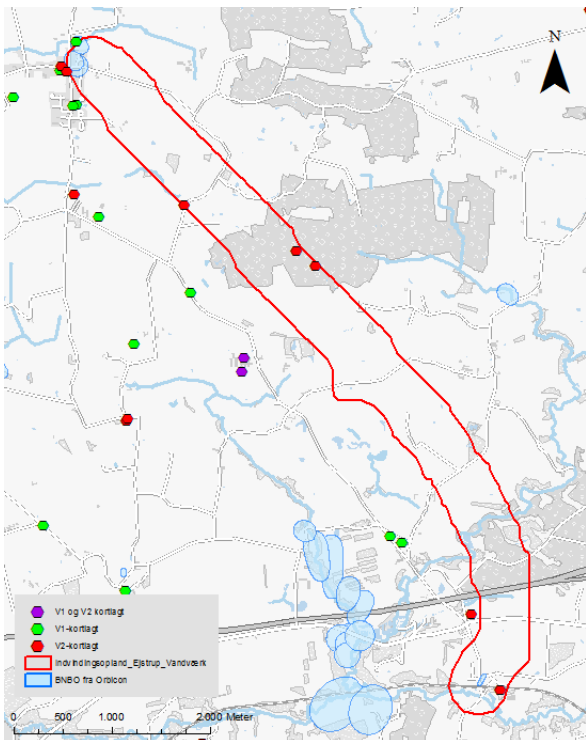 N
V1 og V2 kortlagt
V1-kortlagt
V2-kortlagt
Indvindingsopland_Ejstrup_Vandværk
BNBO fra Orbicon
0 500 1.000 2.000 Meter